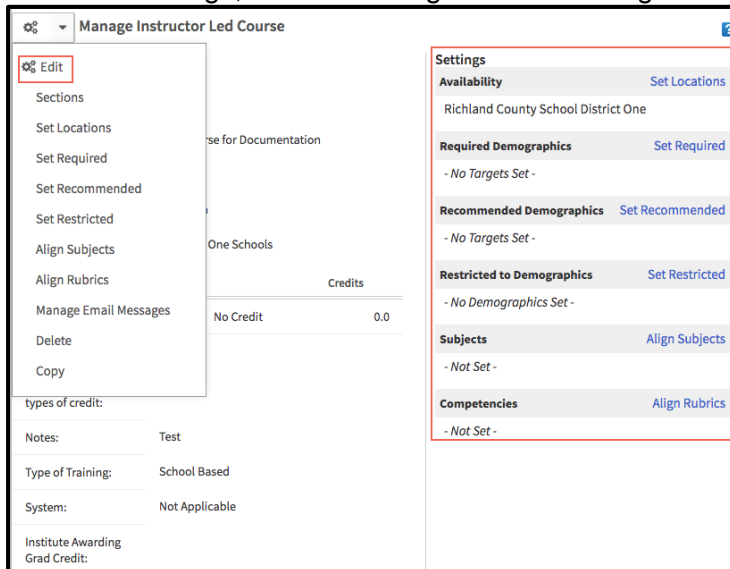 Manage Instructor Led Course
Edit
Sections
Set Locations
Set Required
Set Recommended
Set Restricted
Align Subjects
Align Rubrics
Manage Email Messages
Delete
Copy
rse for Documentation
One Schools
Credits
No Credit 0.0
types of credit:
Notes: Test
Type of Training: School Based
System: Not Applicable
Institute Awarding
Grad Credit:
Settings
Availability Set Locations
Richland County School District One
Required Demographics Set Required
- No Targets Set -
Recommended Demographics Set Recommended
- No Targets Set -
Restricted to Demographics Set Restricted
- No Demographics Set -
Subjects Align Subjects
- Not Set -
Competencies Align Rubrics
- Not Set -